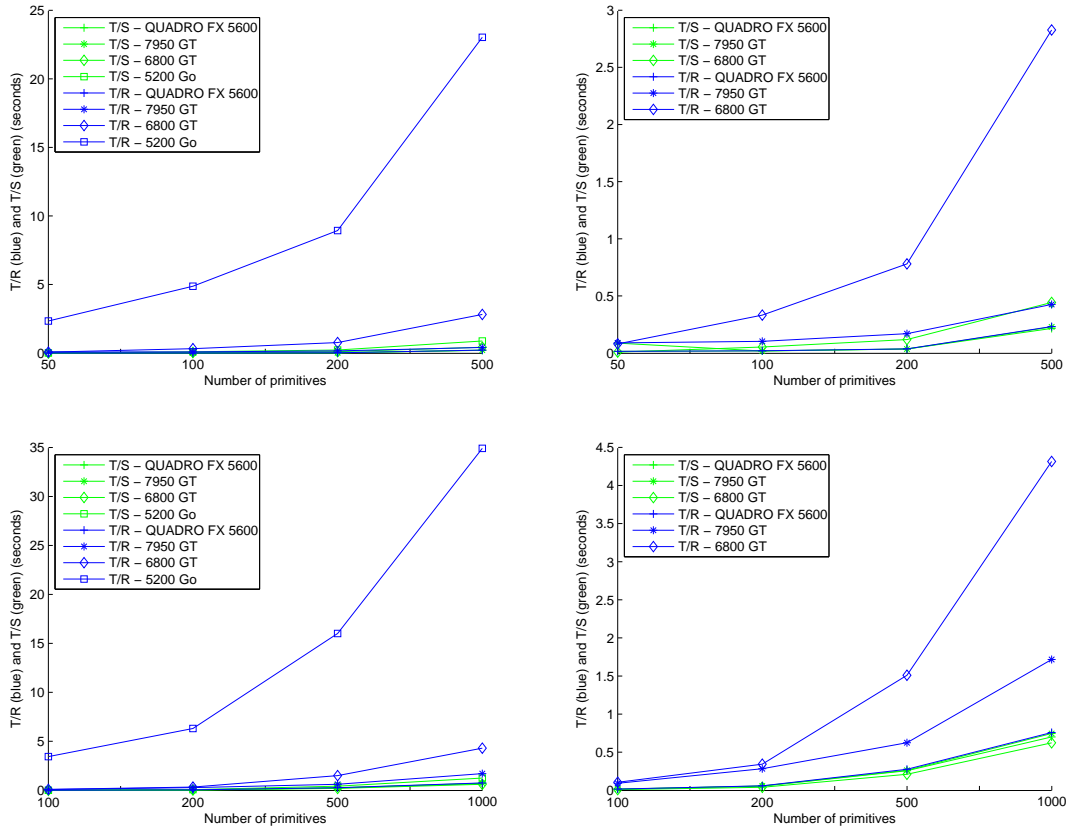 25
20
15
10
5
0
T/R (blue) and T/S (green) (seconds)
T/S – QUADRO FX 5600
T/S – 7950 GT
T/S – 6800 GT
T/S – 5200 Go
T/R – QUADRO FX 5600
T/R – 7950 GT
T/R – 6800 GT
T/R – 5200 Go
50 100 200 500
Number of primitives
3
2.5
2
1.5
1
0.5
0
T/R (blue) and T/S (green) (seconds)
T/S – QUADRO FX 5600
T/S – 7950 GT
T/S – 6800 GT
T/R – QUADRO FX 5600
T/R – 7950 GT
T/R – 6800 GT
50 100 200 500
Number of primitives
35
30
25
20
15
10
5
0
T/R (blue) and T/S (green) (seconds)
T/S – QUADRO FX 5600
T/S – 7950 GT
T/S – 6800 GT
T/S – 5200 Go
T/R – QUADRO FX 5600
T/R – 7950 GT
T/R – 6800 GT
T/R – 5200 Go
100 200 500 1000
Number of primitives
4.5
4
3.5
3
2.5
2
1.5
1
0.5
0
T/R (blue) and T/S (green) (seconds)
T/S – QUADRO FX 5600
T/S – 7950 GT
T/S – 6800 GT
T/R – QUADRO FX 5600
T/R – 7950 GT
T/R – 6800 GT
100 200 500 1000
Number of primitives